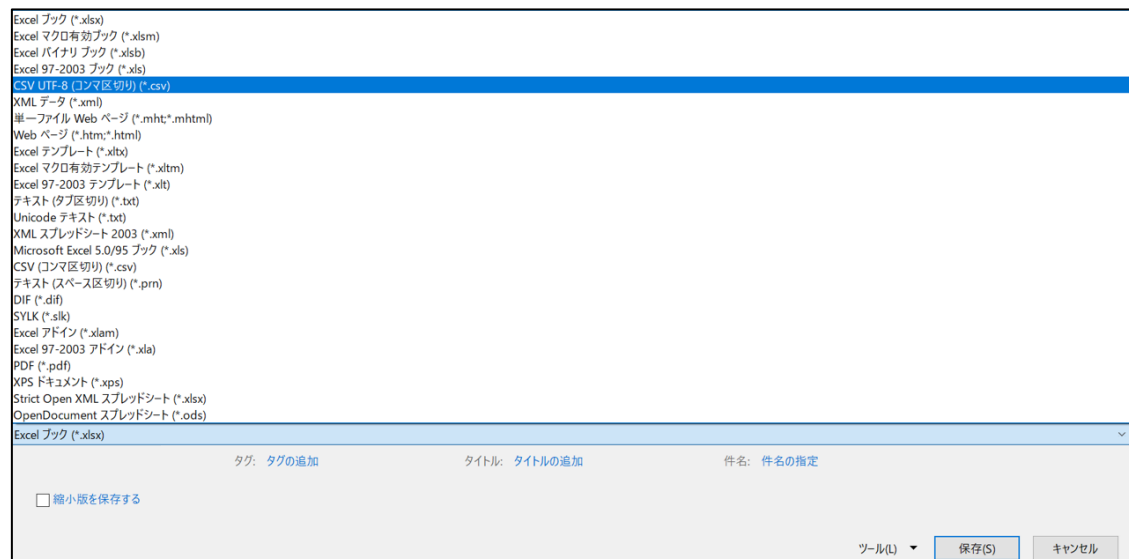 Excel ブック (*.xlsx)
Excel マクロ有効ブック (*.xlsm)
Excel バイナリ ブック (*.xlsb)
Excel 97-2003 ブック (*.xls)
CSV UTF-8 (コンマ区切り) (*.csv)
XML データ (*.xml)
単一ファイル Web ページ (*.mht;*.mhtml)
Web ページ (*.htm;*.html)
Excel テンプレート (*.xltx)
Excel マクロ有効テンプレート (*.xltm)
Excel 97-2003 テンプレート (*.xlt)
テキスト (タブ区切り) (*.txt)
Unicode テキスト (*.txt)
XML スプレッドシート 2003 (*.xml)
Microsoft Excel 5.0/95 ブック (*.xls)
CSV (コンマ区切り) (*.csv)
テキスト (スペース区切り) (*.prn)
DIF (*.dif)
SYLK (*.slk)
Excel アドイン (*.xlam)
Excel 97-2003 アドイン (*.xla)
PDF (*.pdf)
XPS ドキュメント (*.xps)
Strict Open XML スプレッドシート (*.xlsx)
OpenDocument スプレッドシート (*.ods)
Excel ブック (*.xlsx)
タグ: タグの追加 タイトル: タイトルの追加 件名: 件名の指定
縮小版を保存する
ツール(L) 保存(S) キャンセル